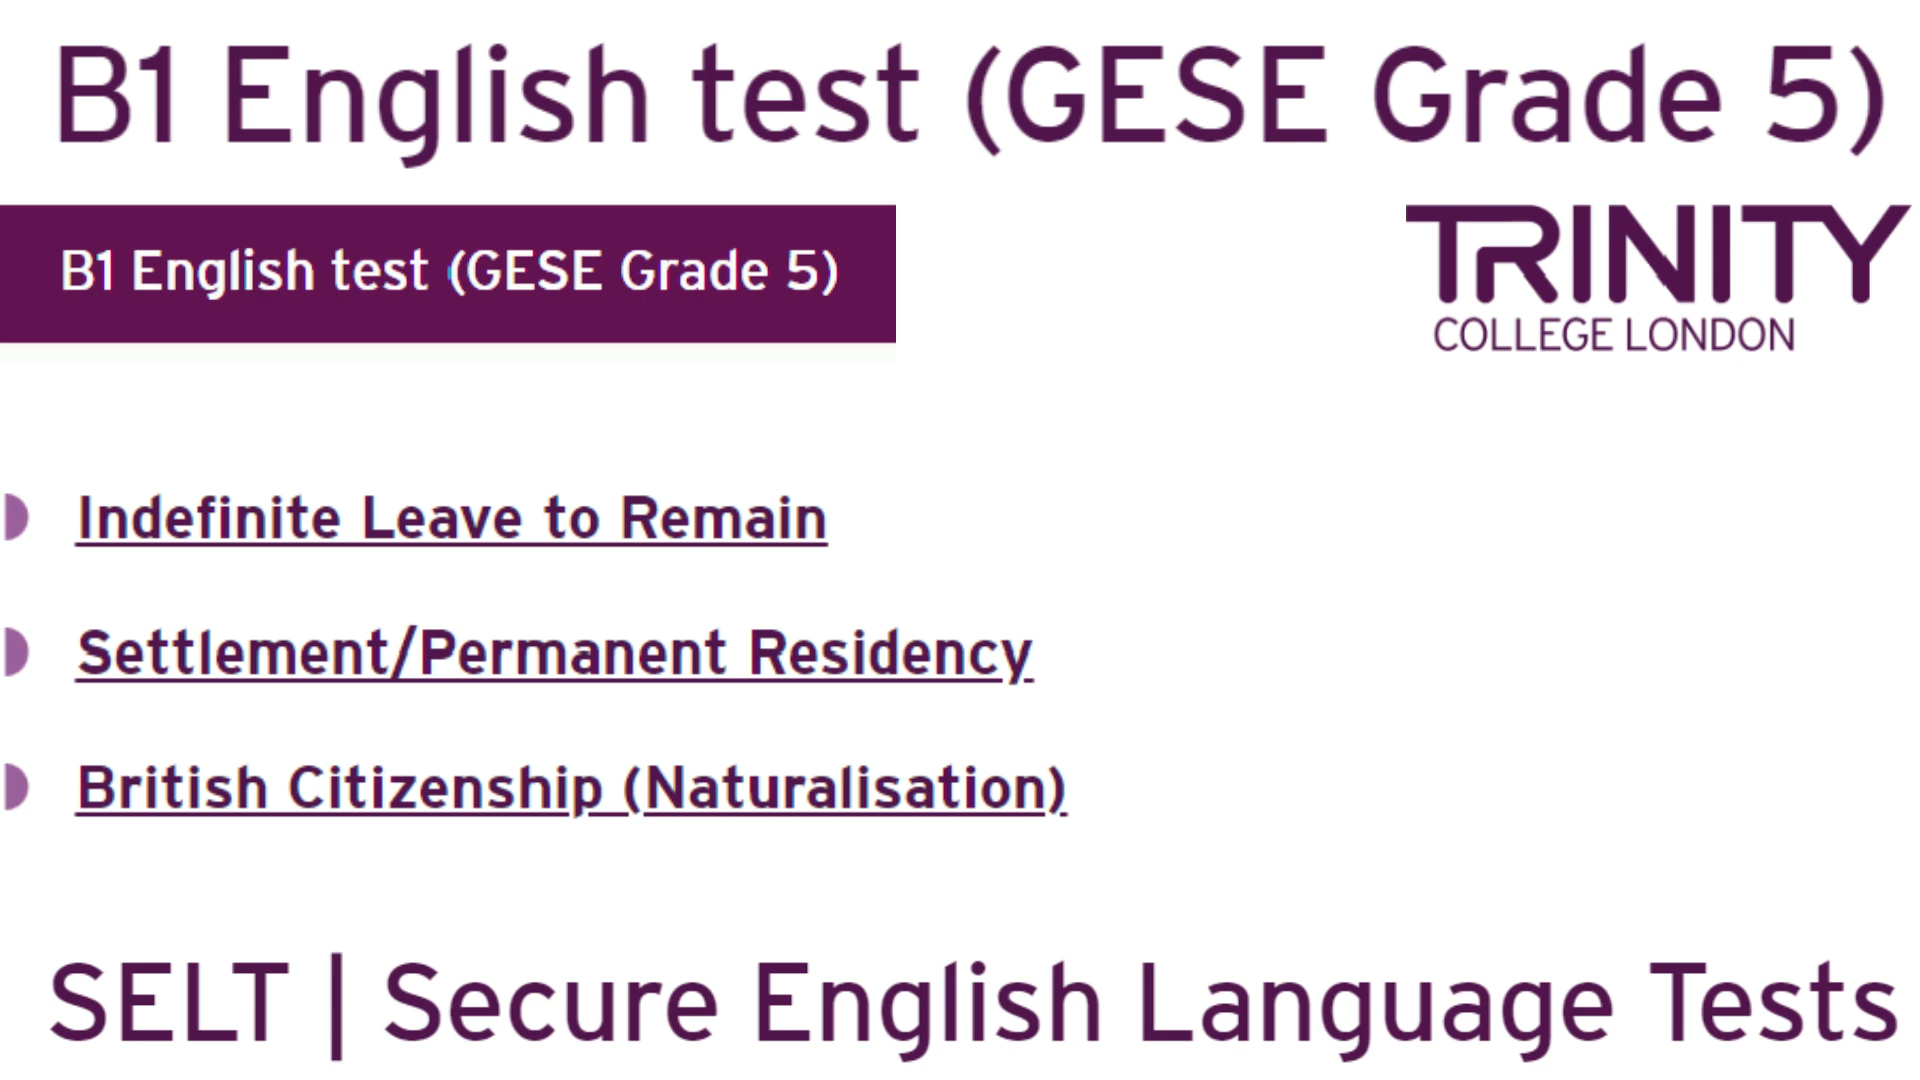 B1 English test (GESE Grade 5)
B1 English test (GESE Grade 5)
TRINITY
COLLEGE LONDON
Indefinite Leave to Remain
Settlement/Permanent Residency
British Citizenship (Naturalisation)
SELT | Secure English Language Tests